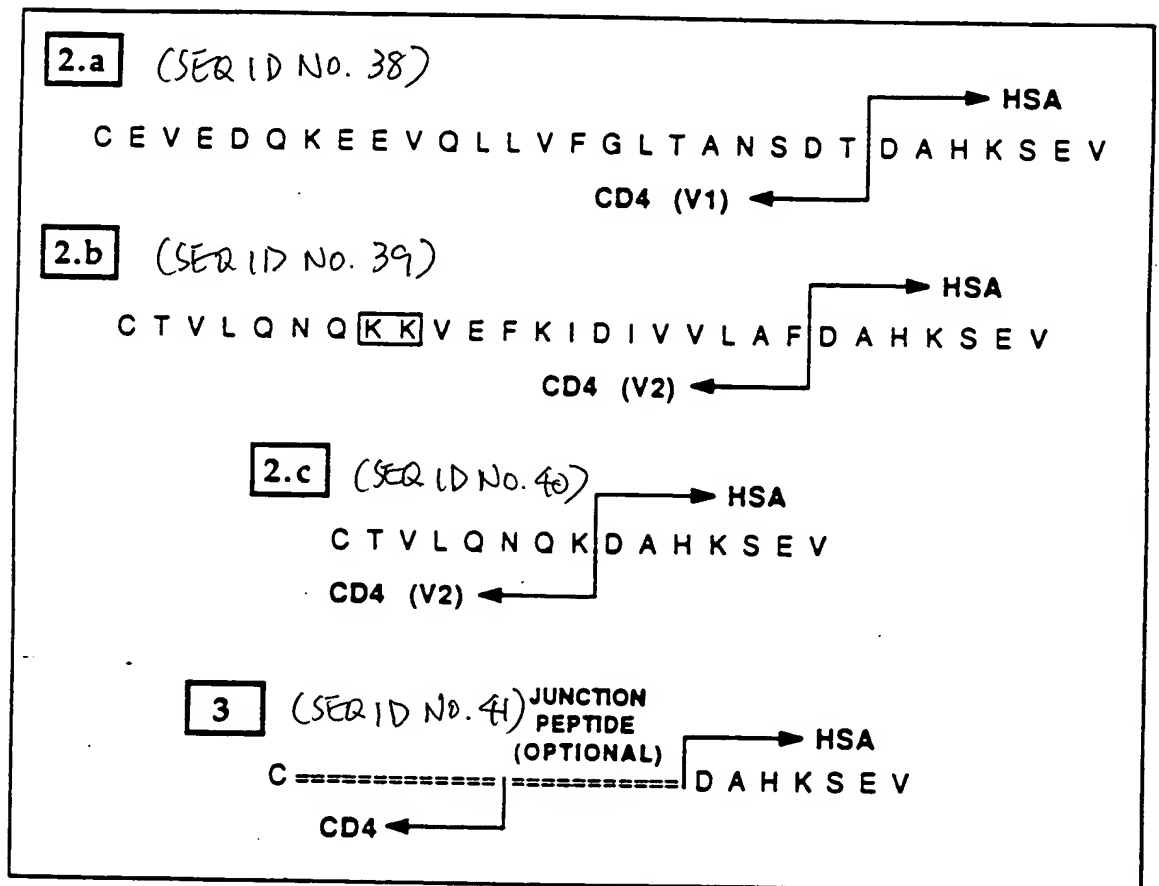 2.a (SEQ ID NO. 38)
HSA
C E V E D Q K E E V Q L L V F G L T A N S D T D A H K S E V
CD4 (V1)
2.b (SEQ ID NO. 39)
HSA
C T V L Q N Q K K V E F K I D I V V L A F D A H K S E V
CD4 (V2)
2.c (SEQ ID NO. 40)
HSA
C T V L Q N Q K D A H K S E V
CD4 (V2)
3 (SEQ ID NO. 41) JUNCTION
PEPTIDE
(OPTIONAL) HSA
C ============= =========== D A H K S E V
CD4